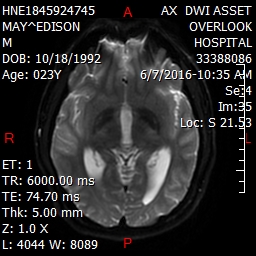 HNE1845924745
MAY^EDISON
M
DOB: 10/18/1992
Age: 023Y
A
AX DWI ASSET
OVERLOOK
HOSPITAL
33388086
6/7/2016-10:35 AM
Se:4
Im:35
Loc: S 21.53
R
L
ET: 1
TR: 6000.00 ms
TE: 74.70 ms
Thk: 5.00 mm
Z: 1.0 X
L: 4044 W: 8089
P